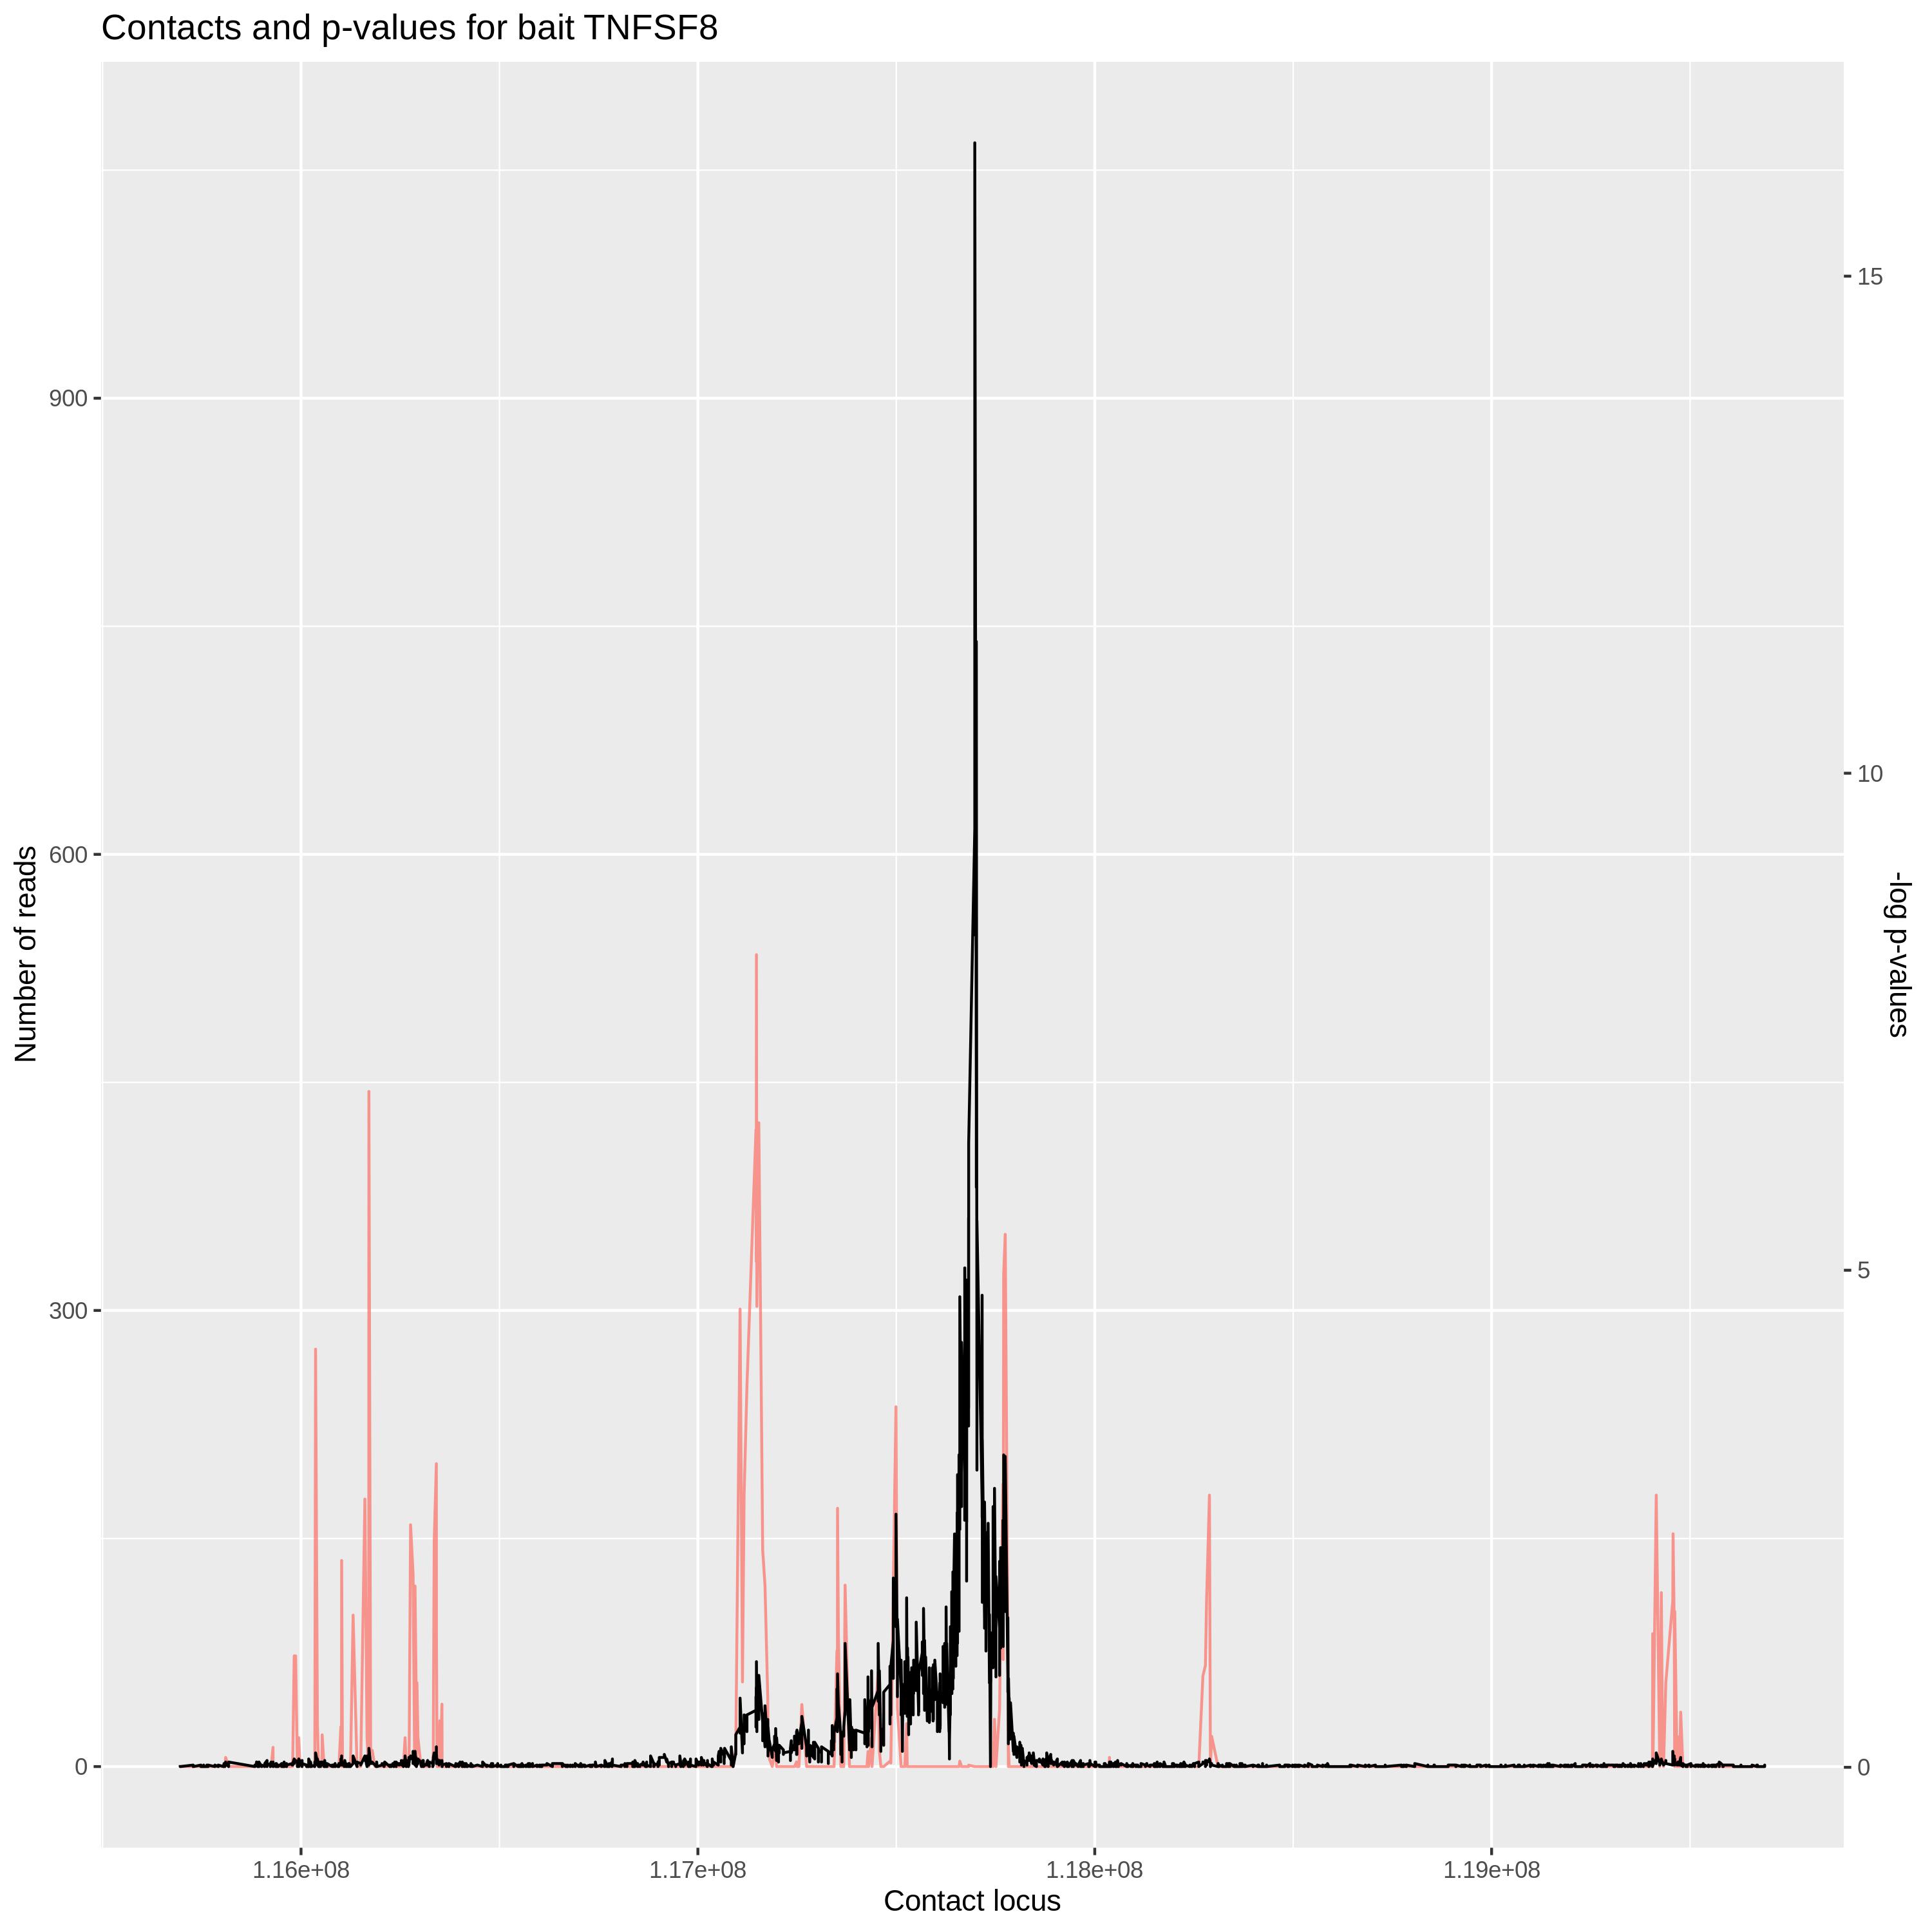 Contacts and p-values for bait TNFSF8
900
600
300
0
Number of reads
15
10
5
0
-log p-values
1.16e+08
1.17e+08
1.18e+08
1.19e+08
Contact locus